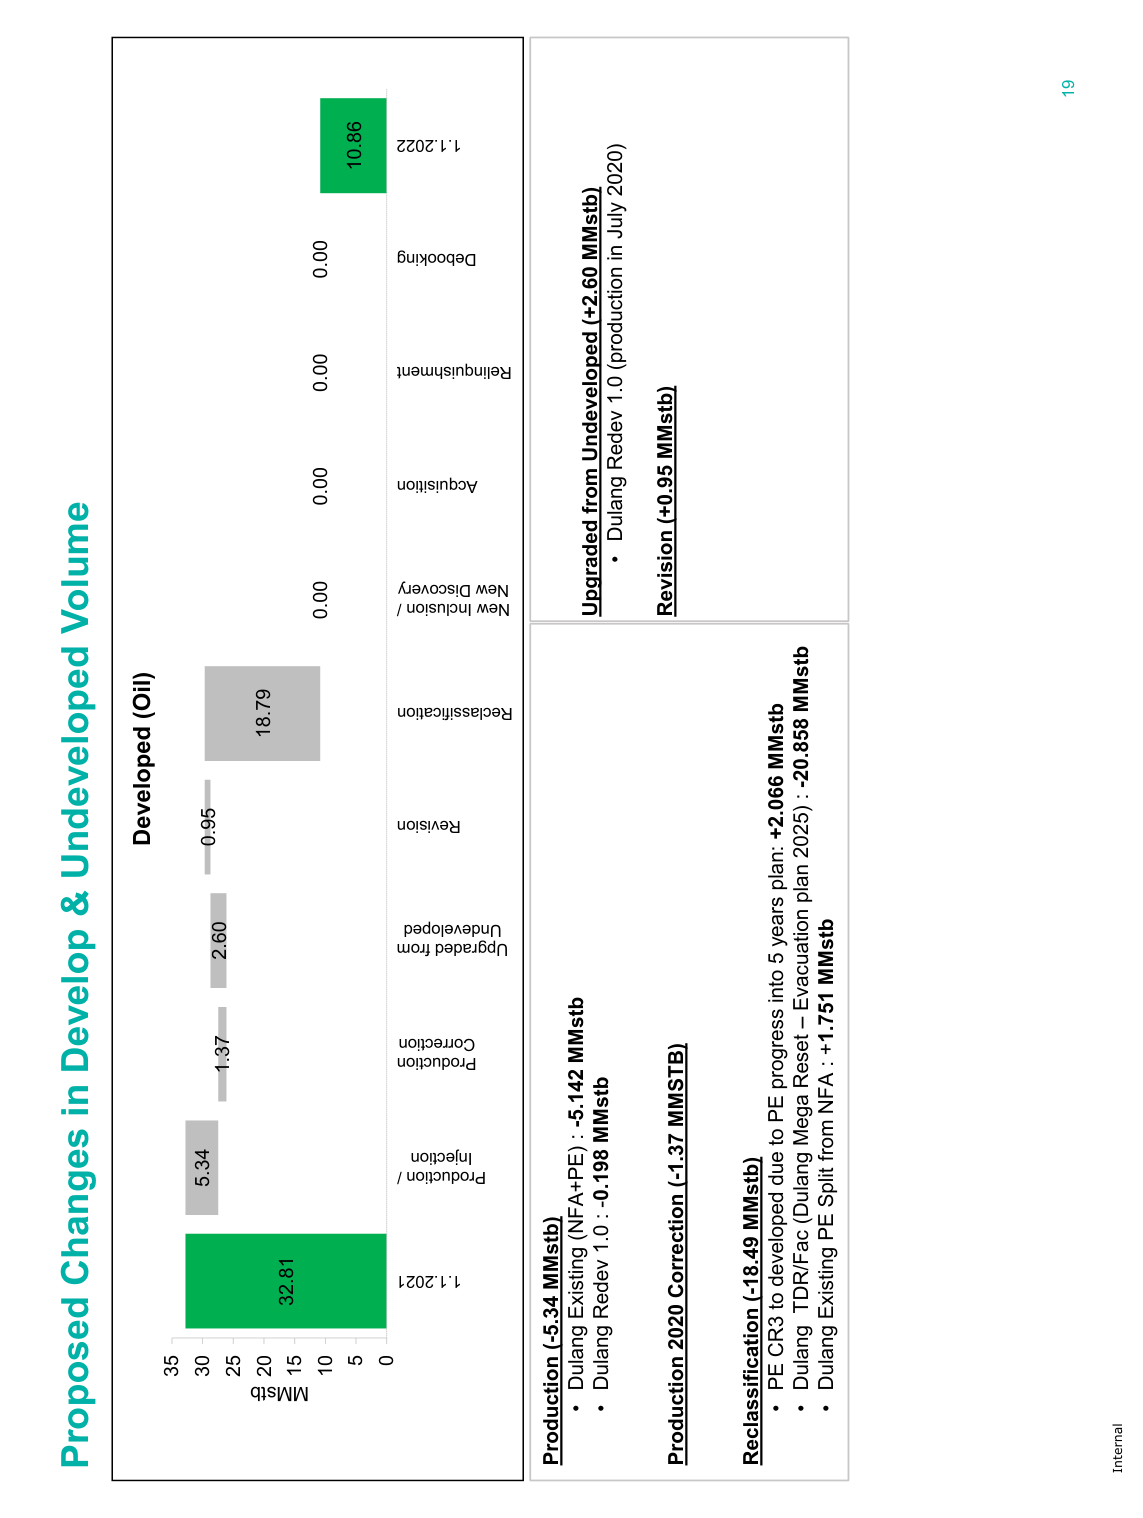 Proposed Changes in Develop & Undeveloped Volume
Developed (Oil)
MMstb
35
30
25
20
15
10
5
0
32.81
5.34
1.37
2.60
0.95
18.79
0.00
0.00
0.00
0.00
10.86
1.1.2021
Production /
Injection
Production
Correction
Upgraded from
Undeveloped
Revision
Reclassification
New Inclusion /
New Discovery
Acquisition
Relinquishment
Debooking
1.1.2022
Production (-5.34 MMstb)
• Dulang Existing (NFA+PE) : -5.142 MMstb
• Dulang Redev 1.0 : -0.198 MMstb
Production 2020 Correction (-1.37 MMSTB)
Reclassification (-18.49 MMstb)
• PE CR3 to developed due to PE progress into 5 years plan: +2.066 MMstb
• Dulang TDR/Fac (Dulang Mega Reset – Evacuation plan 2025) : -20.858 MMstb
• Dulang Existing PE Split from NFA : +1.751 MMstb
Upgraded from Undeveloped (+2.60 MMstb)
• Dulang Redev 1.0 (production in July 2020)
Revision (+0.95 MMstb)
19
Internal